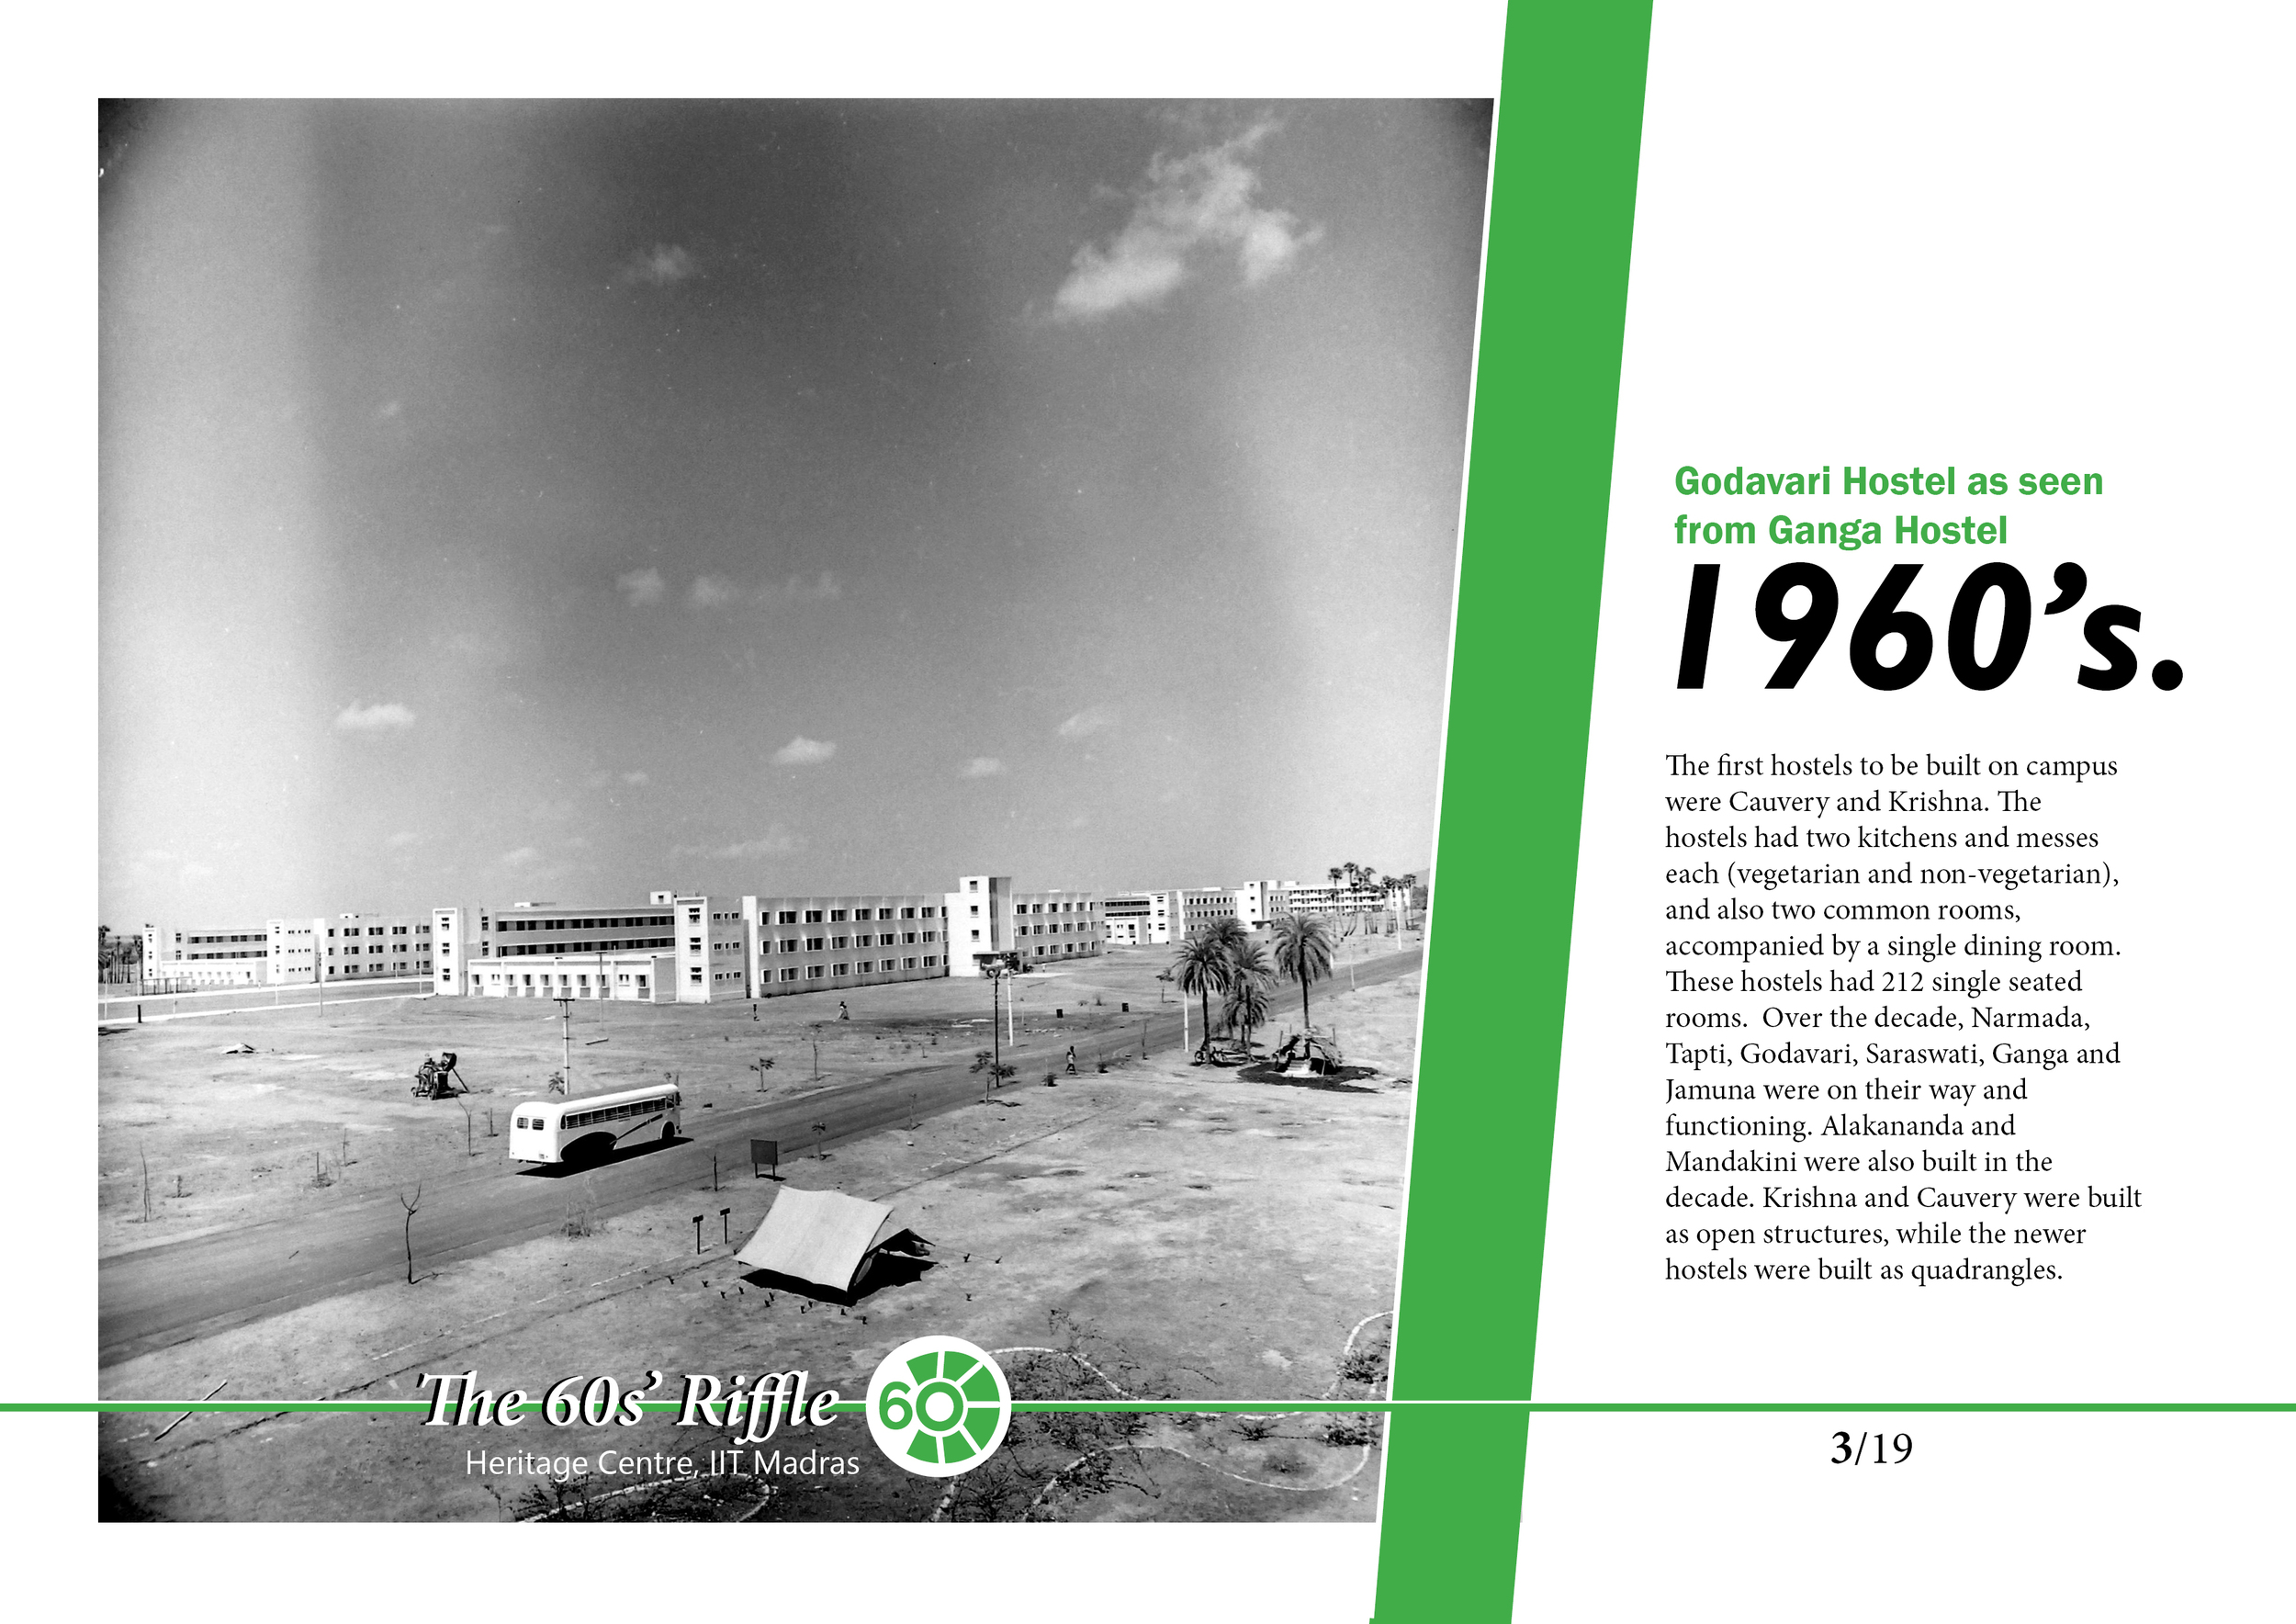 Godavari Hostel as seen
from Ganga Hostel
1960’s.
The first hostels to be built on campus
were Cauvery and Krishna. The
hostels had two kitchens and messes
each (vegetarian and non-vegetarian),
and also two common rooms,
accompanied by a single dining room.
These hostels had 212 single seated
rooms.  Over the decade, Narmada,
Tapti, Godavari, Saraswati, Ganga and
Jamuna were on their way and
functioning. Alakananda and
Mandakini were also built in the
decade. Krishna and Cauvery were built
as open structures, while the newer
hostels were built as quadrangles.
The 60s’ Riffle
60
Heritage Centre, IIT Madras
3/19